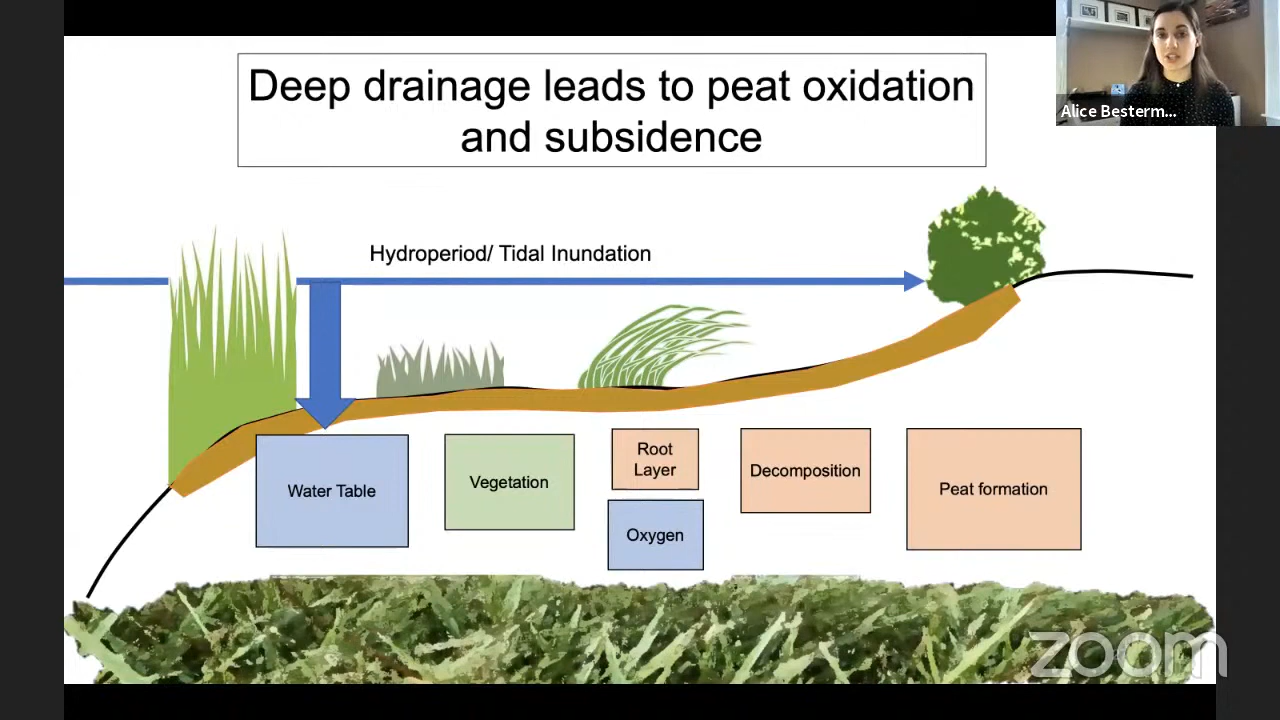 Deep drainage leads to peat oxidation
and subsidence
Alice Besterm...
Hydroperiod/ Tidal Inundation
Water Table
Vegetation
Root
Layer
Oxygen
Decomposition
Peat formation
zoom